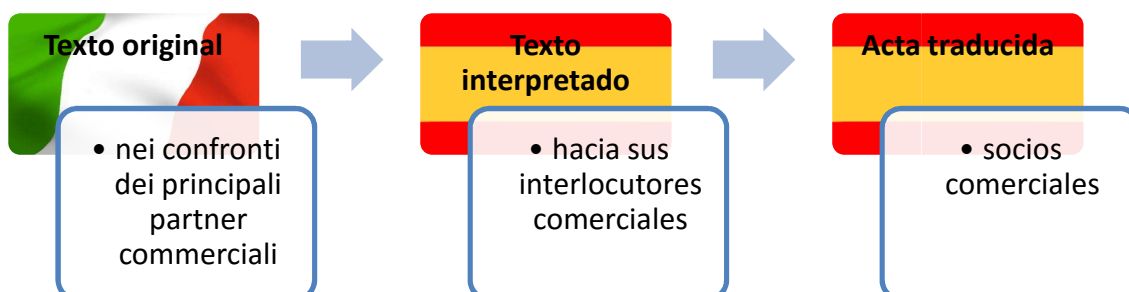 Texto original
• nei confronti
dei principali
partner
commerciali
Texto
interpretado
• hacia sus
interlocutores
comerciales
Acta traducida
• socios
comerciales